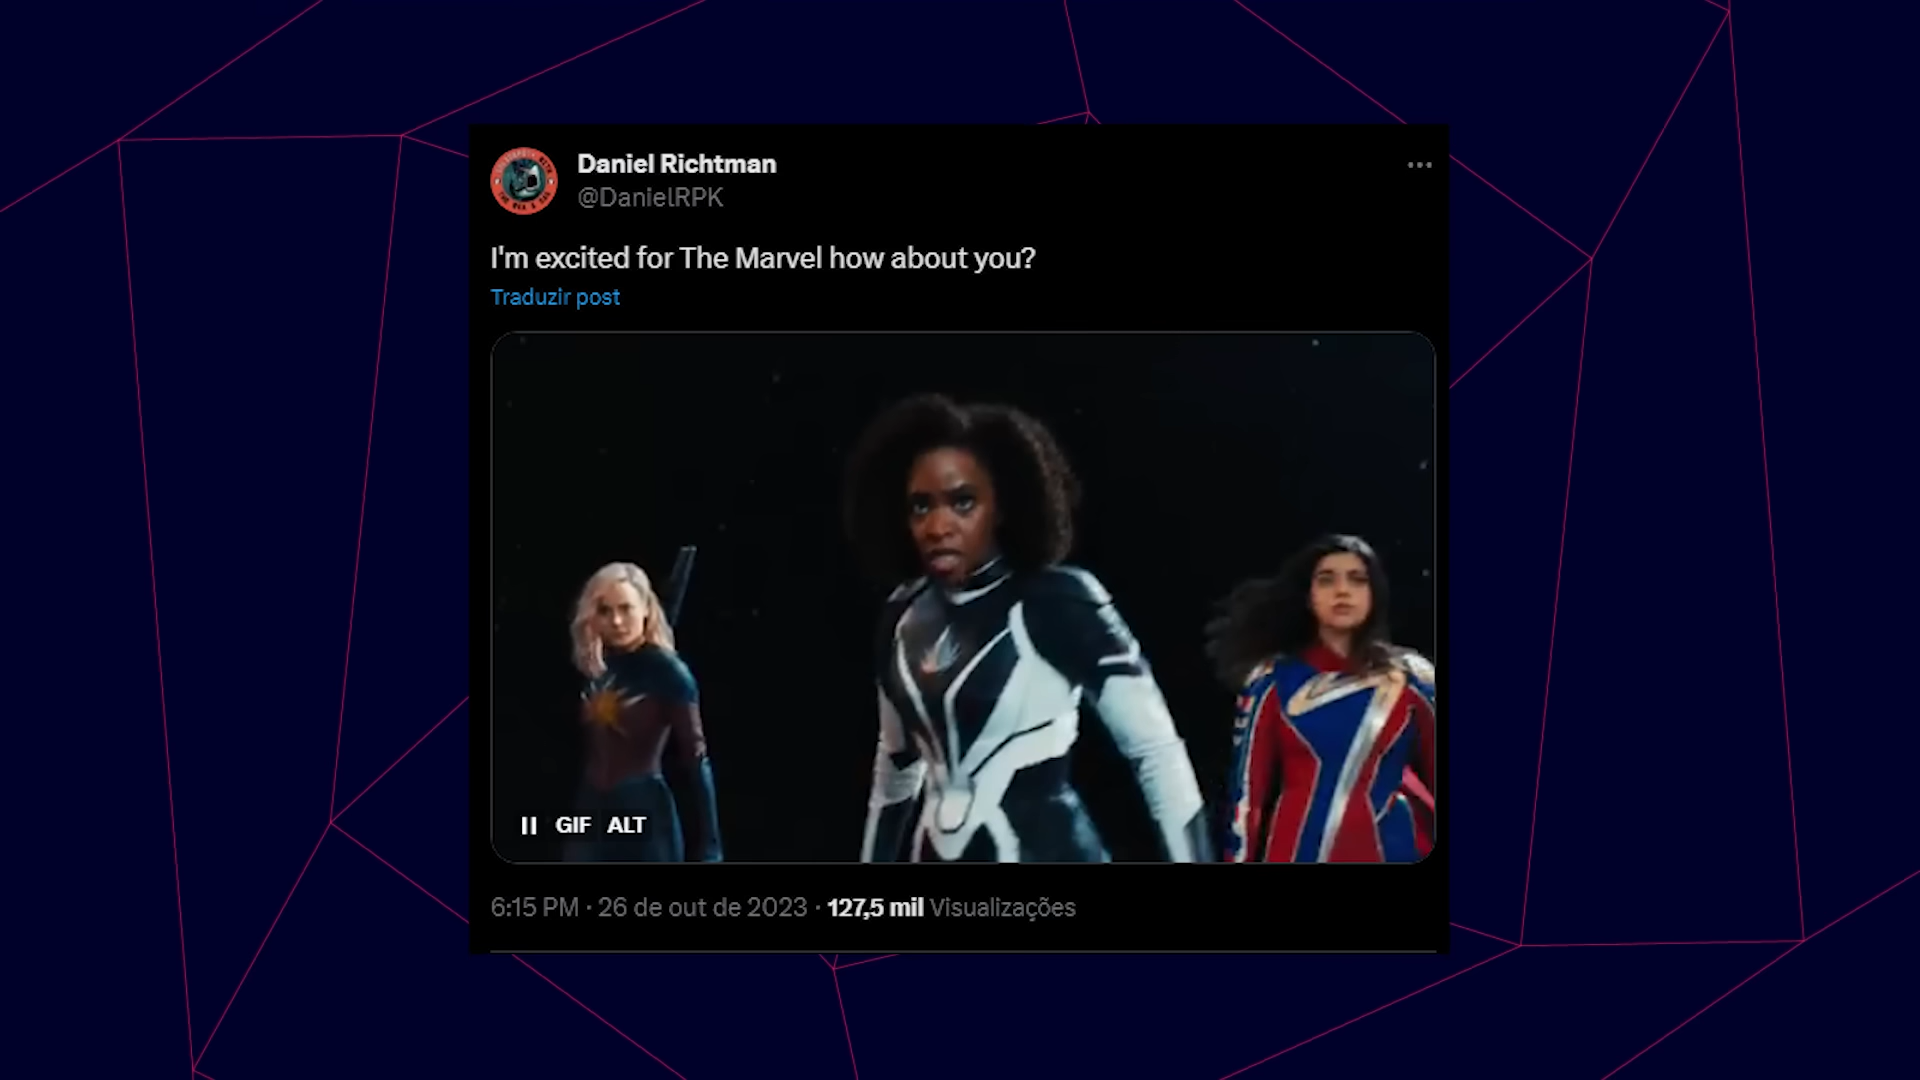 Daniel Richtman
@DanielRPK
I'm excited for The Marvel how about you?
Traduzir post
GIF ALT
6:15 PM · 26 de out de 2023 · 127,5 mil Visualizações